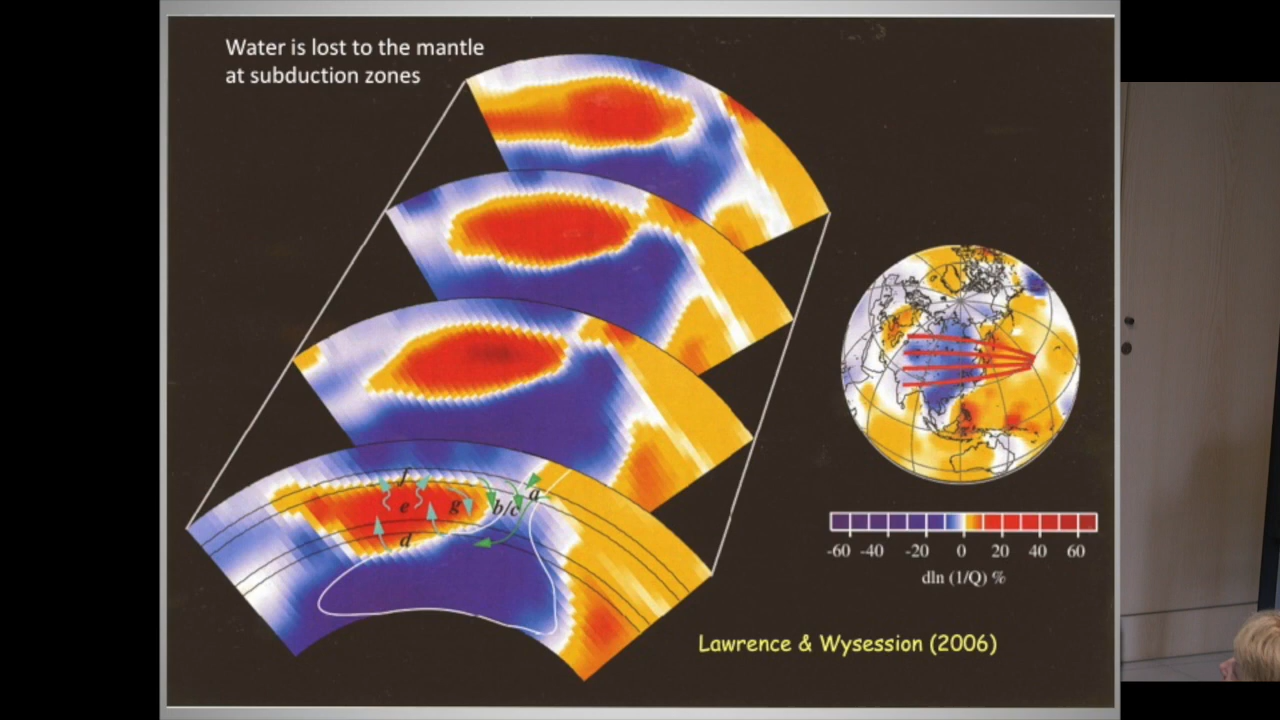 Water is lost to the mantle
at subduction zones
f
a
e
g
b/c
d
-60 -40 -20 0 20 40 60
dln (1/Q) %
Lawrence & Wysession (2006)